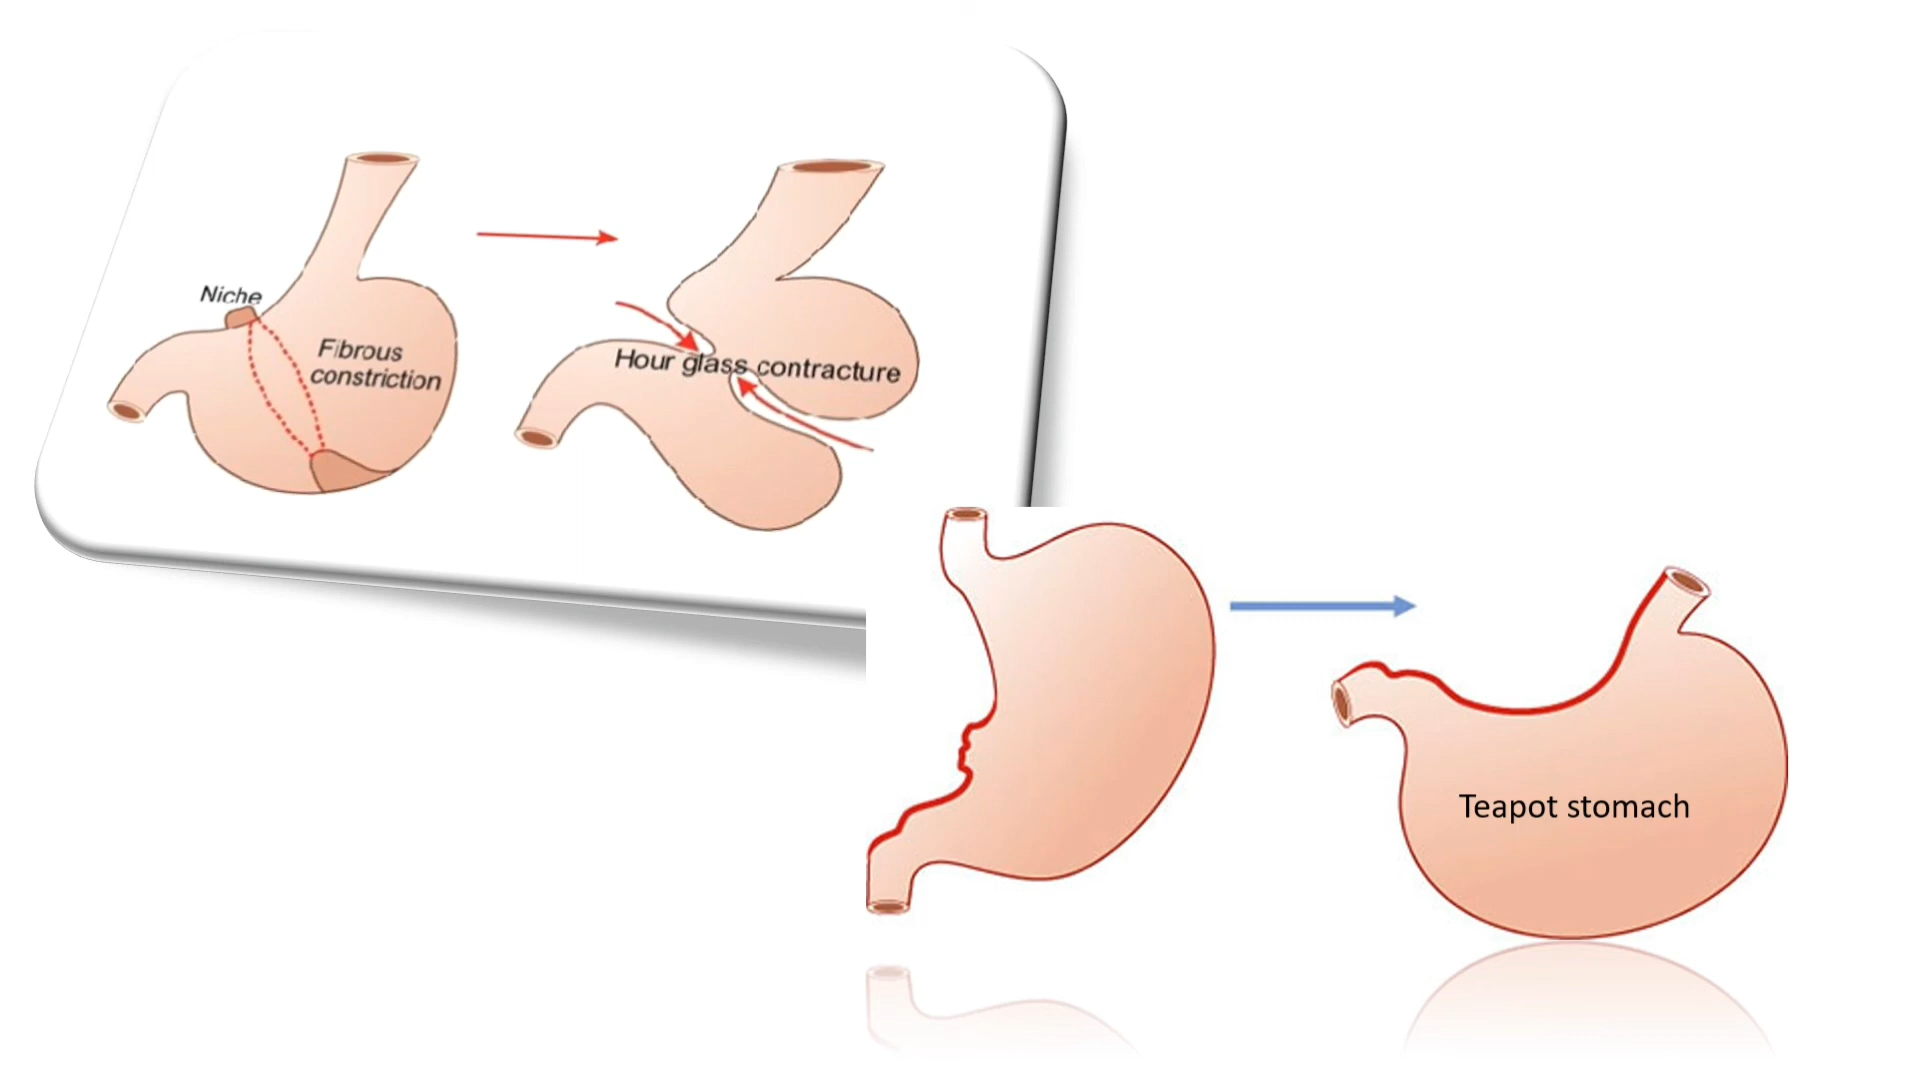 Niche
Fibrous
constriction
Hour glass contracture
Teapot stomach